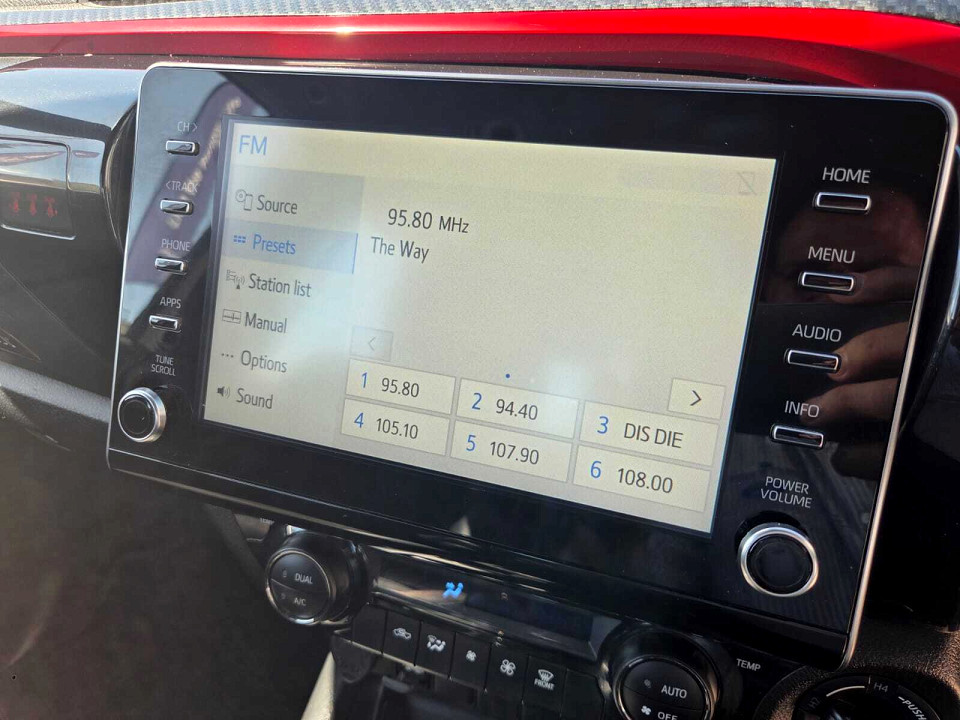 CH >
< TRACK
PHONE
APPS
TUNE
SCROLL
FM
Source
Presets
Station list
Manual
Options
Sound
95.80 MHz
The Way
<
>
1 95.80
2 94.40
3 DIS DIE
4 105.10
5 107.90
6 108.00
HOME
MENU
AUDIO
INFO
POWER
VOLUME
DUAL
A/C
FRONT
TEMP
AUTO
OFF
H4
PUSH